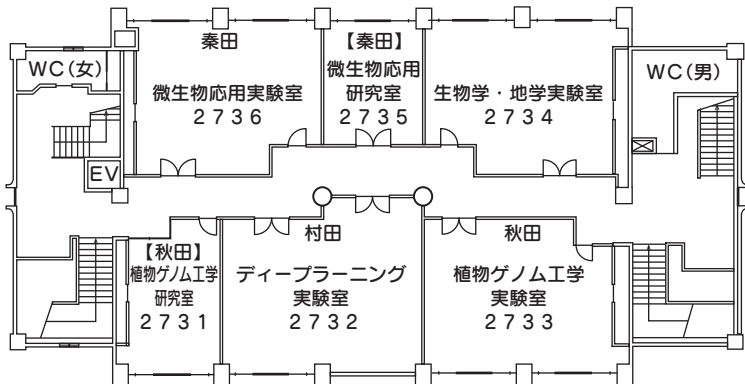 WC(女)
秦田
微生物応用実験室
2736
【秦田】
微生物応用
研究室
2735
生物学・地学実験室
2734
WC(男)
EV
【秋田】
植物ゲノム工学
研究室
2731
村田
ディープラーニング
実験室
2732
秋田
植物ゲノム工学
実験室
2733